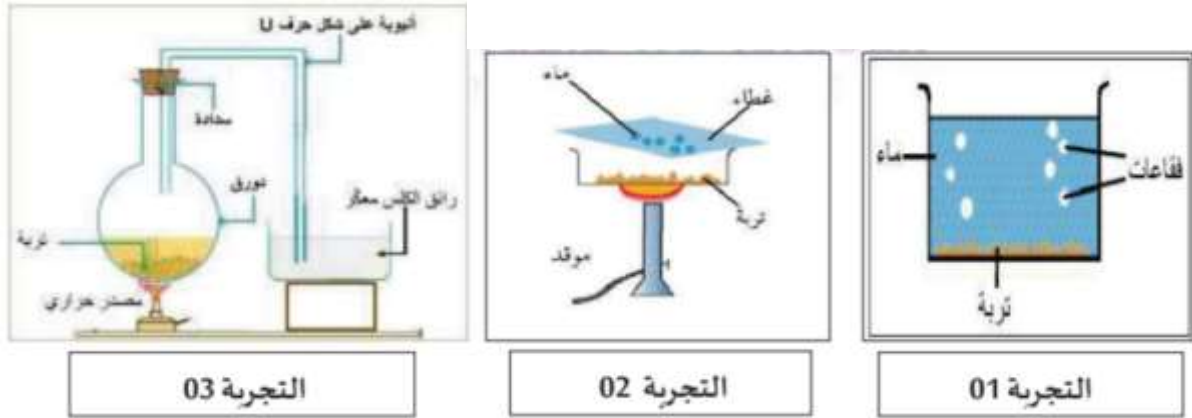 فقاعات
ماء
تربة
التجربة 01
ماء
غطاء
تربة
موقد
التجربة 02
أنبوبة على شكل حرف U
سدادة
دورق
رائق الكلس معكّر
تربة
مصدر حراري
التجربة 03